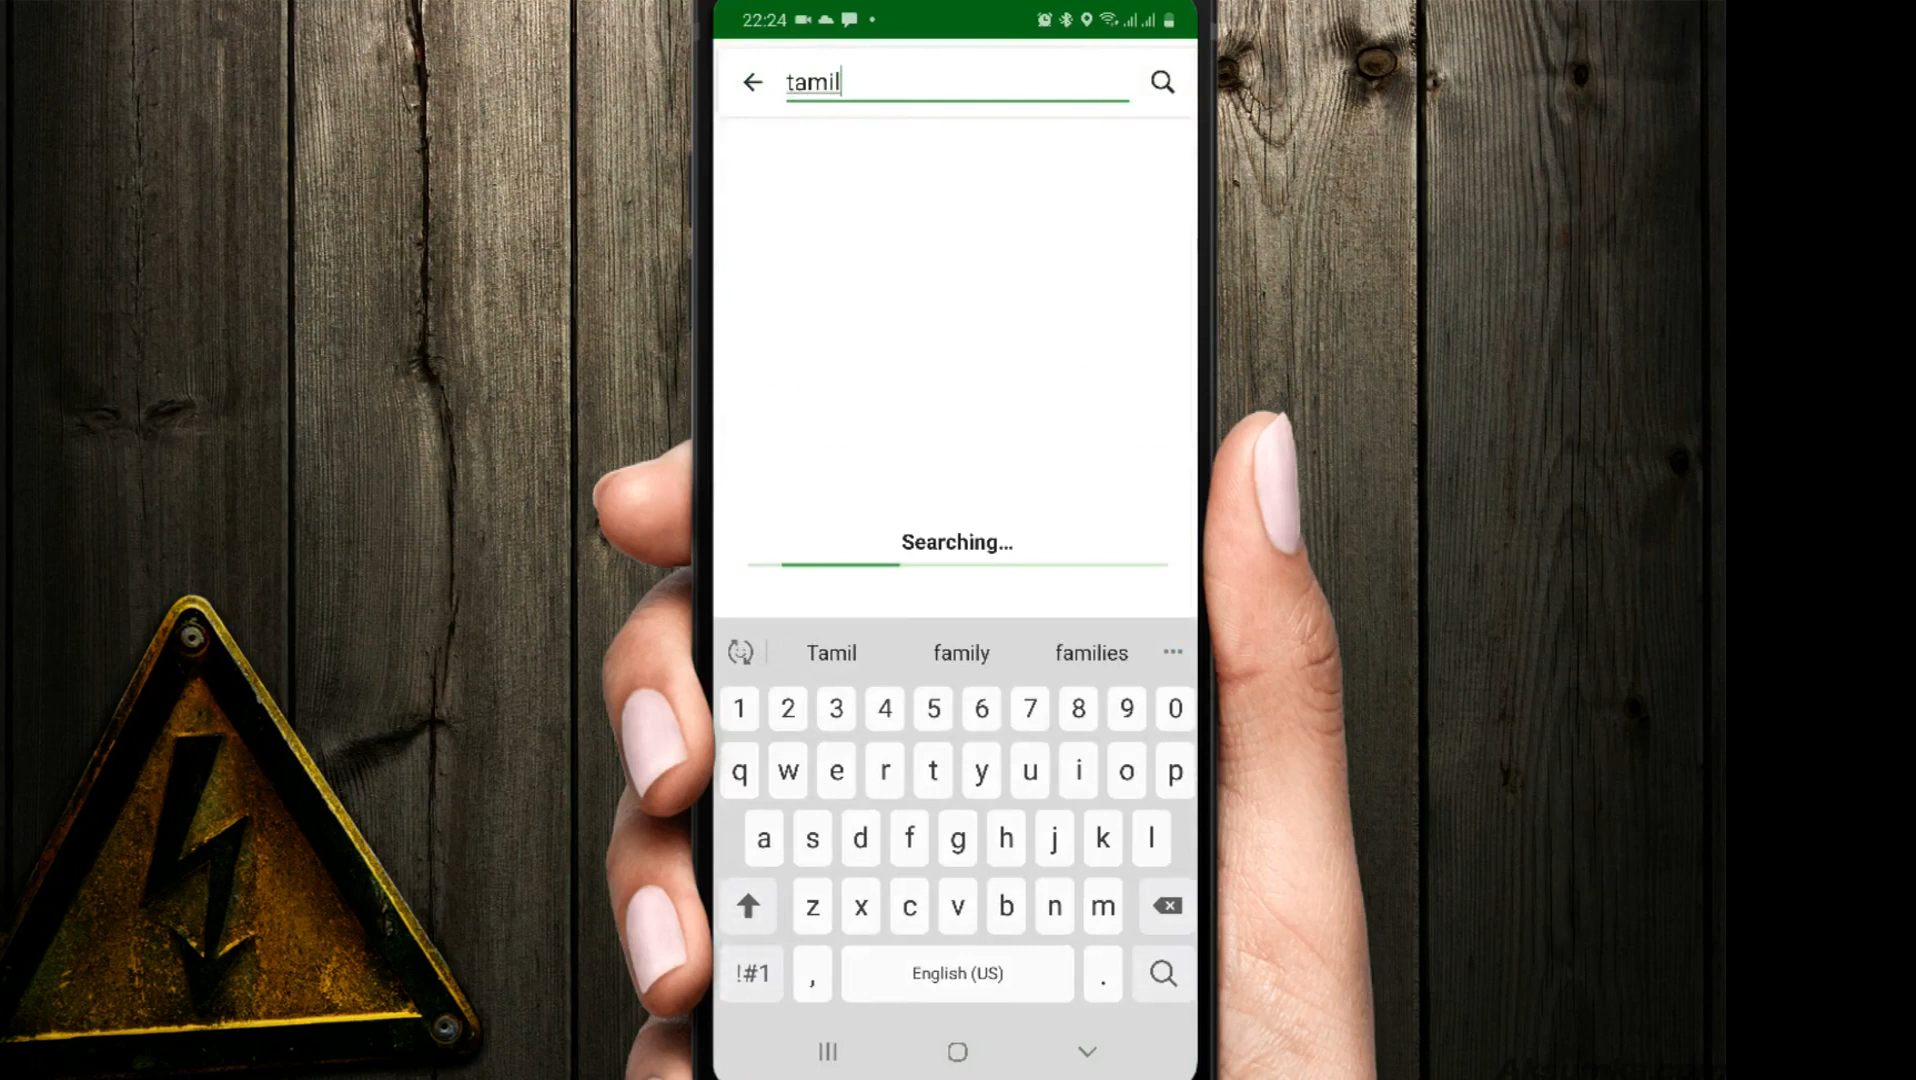 22:24
tamil
Searching...
Tamil family families
1 2 3 4 5 6 7 8 9 0
q w e r t y u i o p
a s d f g h j k l
z x c v b n m
!#1 , English (US) .